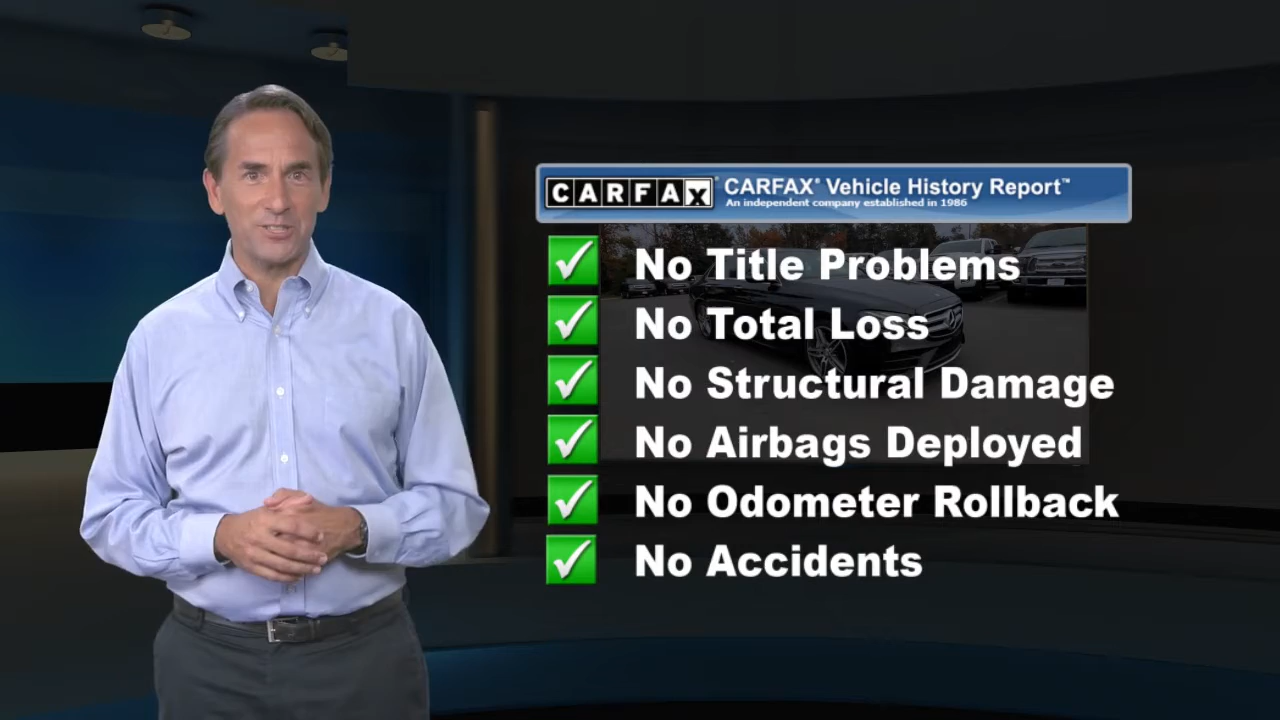 CARFAX® CARFAX® Vehicle History Report™
An independent company established in 1986
No Title Problems
No Total Loss
No Structural Damage
No Airbags Deployed
No Odometer Rollback
No Accidents